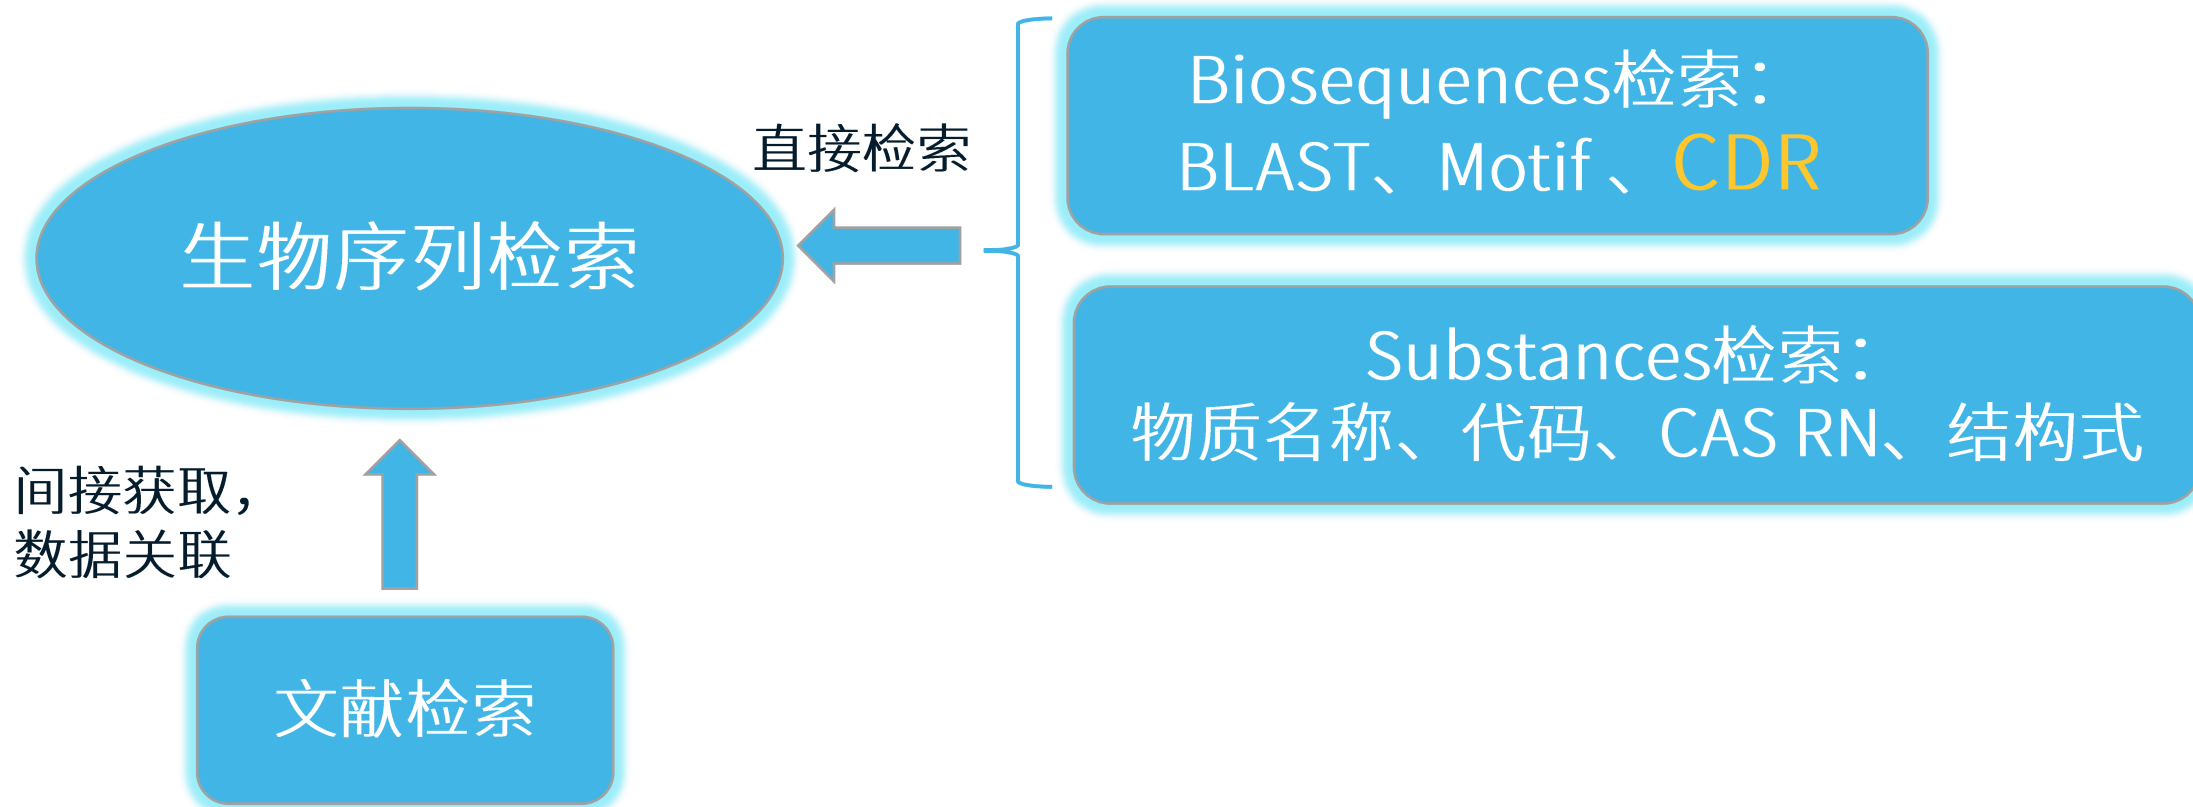 Biosequences检索：
BLAST、Motif 、CDR
直接检索
生物序列检索
Substances检索：
物质名称、代码、CAS RN、结构式
间接获取，
数据关联
文献检索